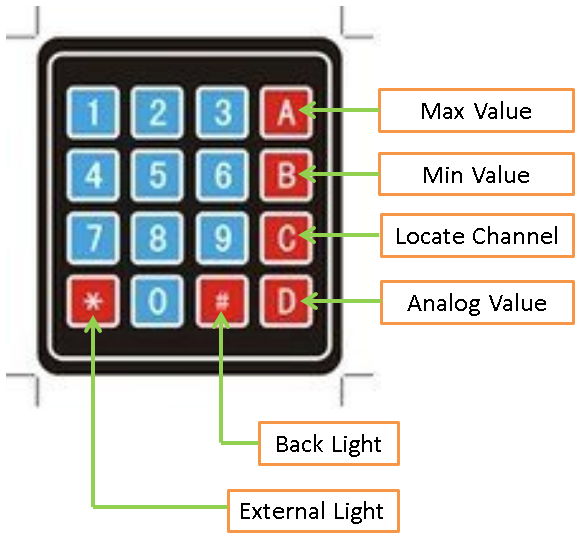 1 2 3 A Max Value
4 5 6 B Min Value
7 8 9 C Locate Channel
* 0 # D Analog Value
Back Light
External Light